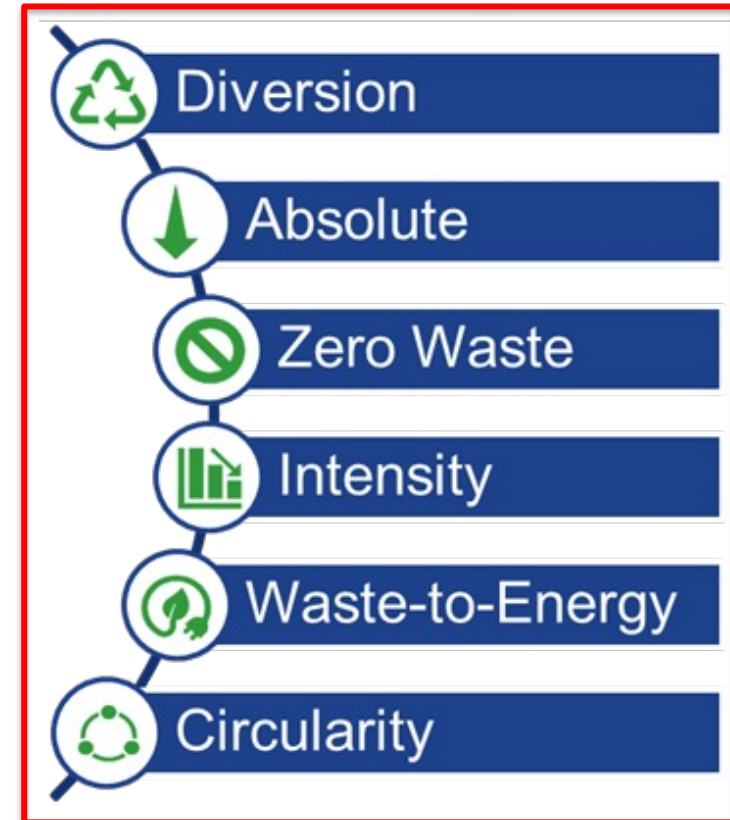 Diversion
Absolute
Zero Waste
Intensity
Waste-to-Energy
Circularity